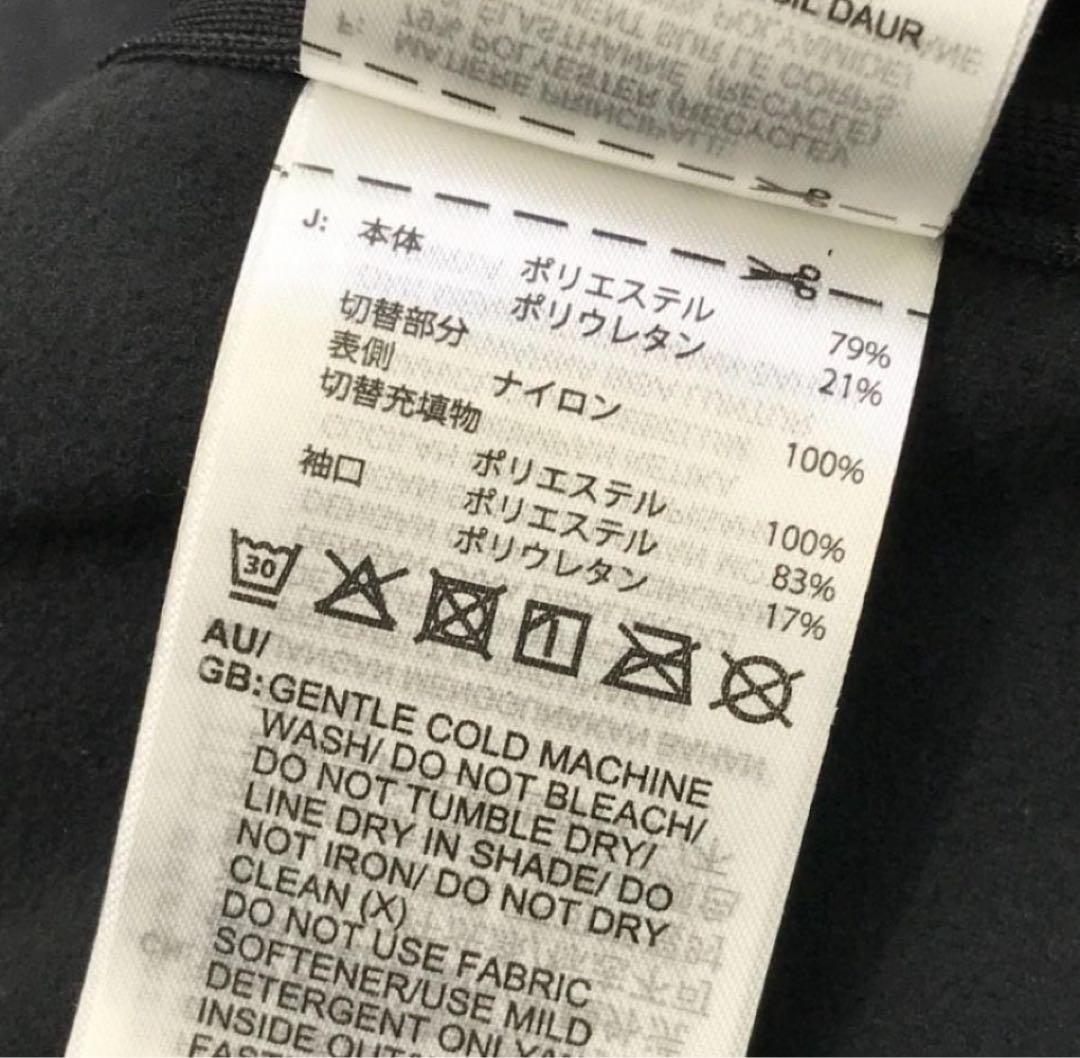 DAUR
J: 本体
ポリエステル 79%
ポリウレタン 21%
切替部分
表側
ナイロン 100%
切替充填物
ポリエステル 100%
袖口 ポリエステル 83%
ポリウレタン 17%
30
AU/
GB: GENTLE COLD MACHINE
WASH/ DO NOT BLEACH/
DO NOT TUMBLE DRY/
LINE DRY IN SHADE/ DO
NOT IRON/ DO NOT DRY
CLEAN (X)
DO NOT USE FABRIC
SOFTENER/USE MILD
DETERGENT ONLY/
INSIDE